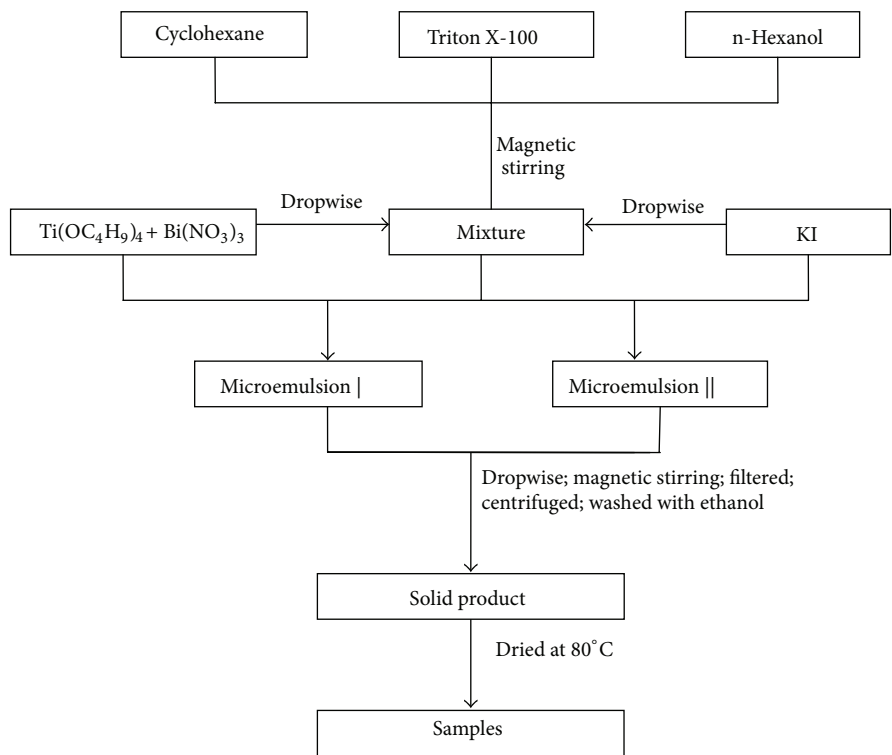 Cyclohexane
Triton X-100
n-Hexanol
Magnetic
stirring
Dropwise
Dropwise
Ti(OC₄H₉)₄ + Bi(NO₃)₃
Mixture
KI
Microemulsion |
Microemulsion ||
Dropwise; magnetic stirring; filtered;
centrifuged; washed with ethanol
Solid product
Dried at 80°C
Samples